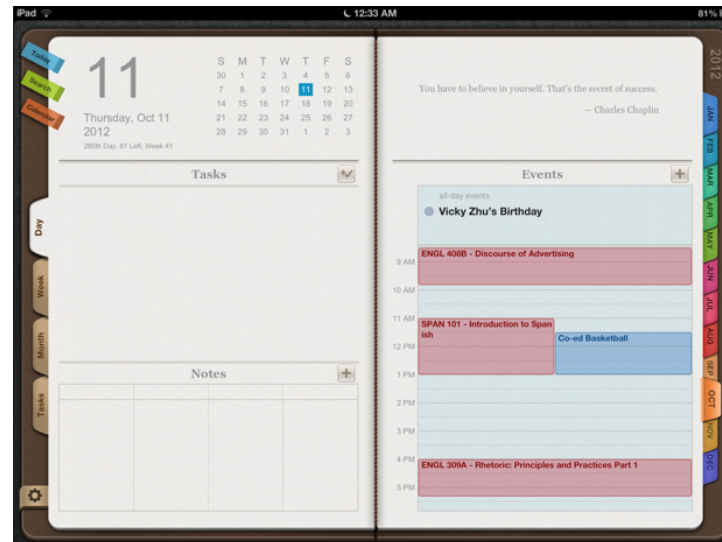 iPad
12:33 AM
81%
Today
Search
Calendar
11
Thursday, Oct 11
2012
285th Day, 81 Left, Week 41
S M T W T F S
30 1 2 3 4 5 6
7 8 9 10 11 12 13
14 15 16 17 18 19 20
21 22 23 24 25 26 27
28 29 30 31 1 2 3
Tasks
Notes
Day
Week
Month
Tasks
You have to believe in yourself. That's the secret of success.
— Charles Chaplin
Events
all-day events
Vicky Zhu's Birthday
ENGL 408B - Discourse of Advertising
9 AM
10 AM
11 AM
SPAN 101 - Introduction to Span
ish
Co-ed Basketball
12 PM
1 PM
2 PM
3 PM
4 PM
ENGL 309A - Rhetoric: Principles and Practices Part 1
5 PM
2012
JAN
FEB
MAR
APR
MAY
JUN
JUL
AUG
SEP
OCT
NOV
DEC